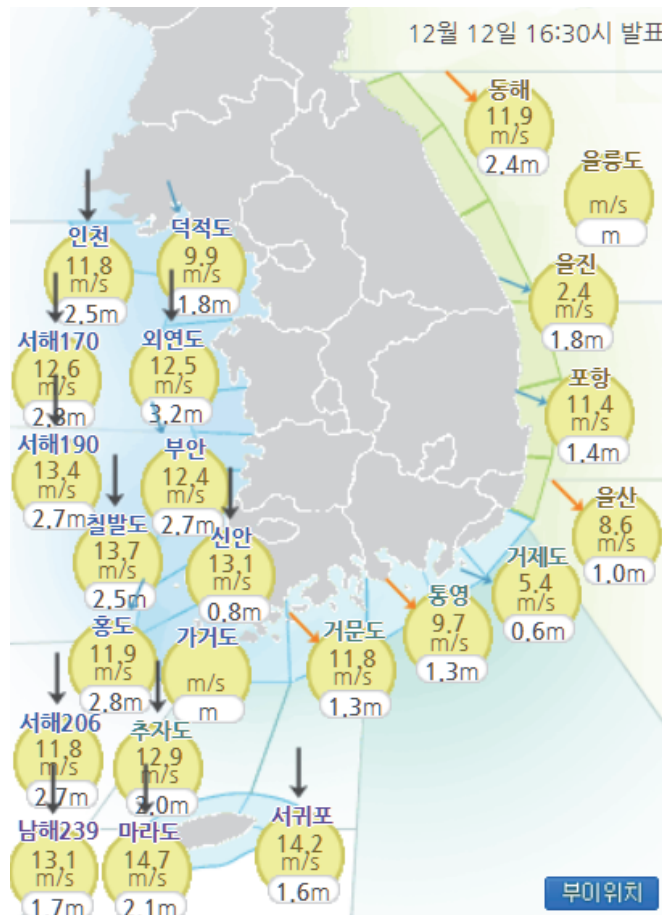 12월 12일 16:30시 발표
동해
11.9
m/s
2.4m
울릉도
m/s
m
인천
11.8
m/s
2.5m
덕적도
9.9
m/s
1.8m
울진
2.4
m/s
1.8m
서해170
12.6
m/s
외연도
12.5
m/s
3.2m
포항
11.4
m/s
1.4m
서해190
13.4
m/s
2.7m
부안
12.4
m/s
2.7m
울산
8.6
m/s
1.0m
칠발도
13.7
m/s
2.5m
신안
13.1
m/s
0.8m
거제도
5.4
m/s
0.6m
통영
9.7
m/s
1.3m
홍도
11.9
m/s
2.8m
가거도
m/s
m
거문도
11.8
m/s
1.3m
서해206
11.8
m/s
2.7m
추자도
12.9
m/s
2.0m
남해239
13.1
m/s
1.7m
마라도
14.7
m/s
2.1m
서귀포
14.2
m/s
1.6m
부이위치